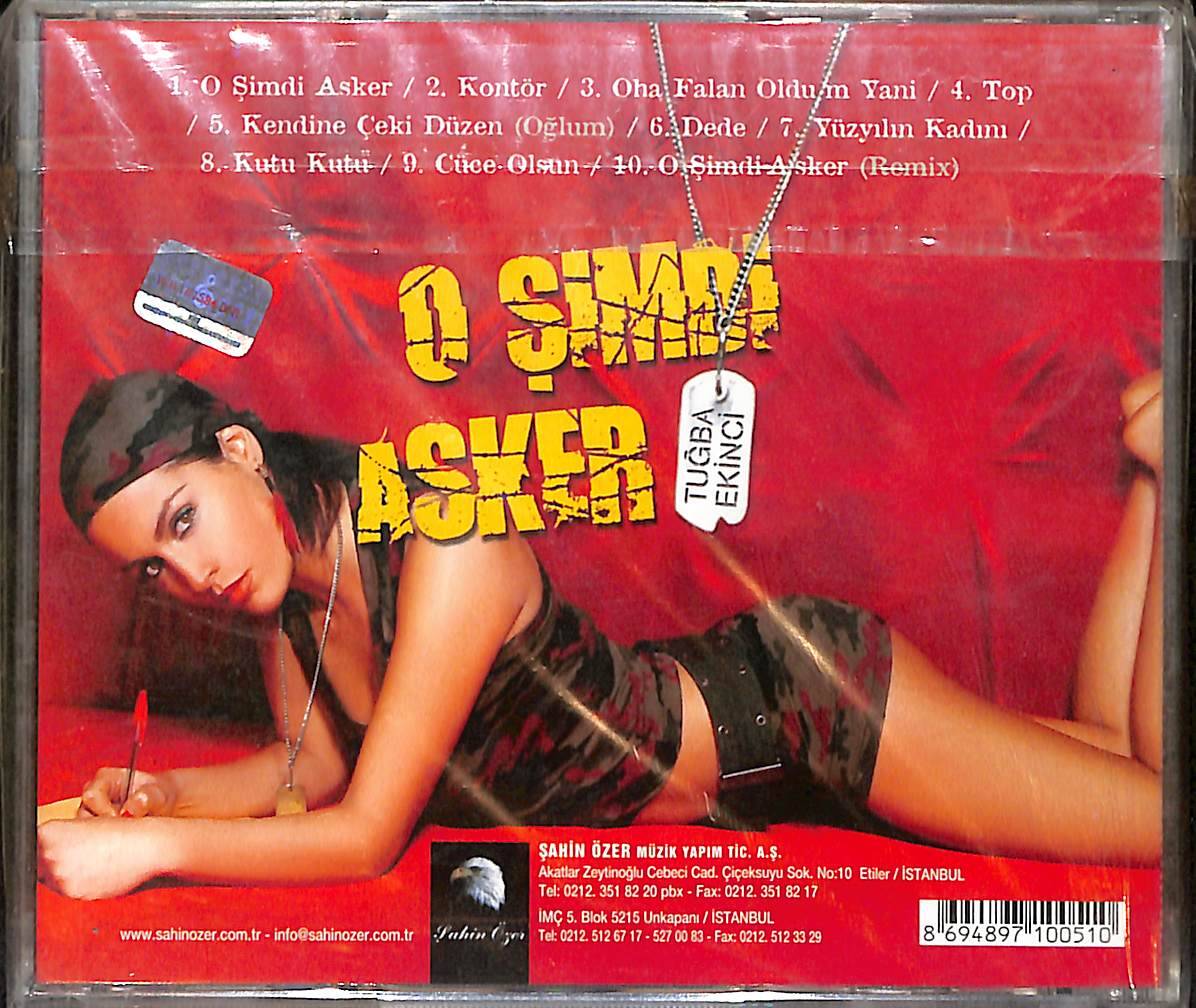 1. O Şimdi Asker / 2. Kontör / 3. Oha Falan Oldum Yani / 4. Top
/ 5. Kendine Çeki Düzen (Oğlum) / 6. Dede / 7. Yüzyılın Kadını /
8. Kutu Kutu / 9. Cüce Olsun / 10. O Şimdi Asker (Remix)
O ŞİMDİ
ASKER
TUĞBA
EKİNCİ
ŞAHİN ÖZER MÜZİK YAPIM TİC. A.Ş.
Akatlar Zeytinoğlu Cebeci Cad. Çiçeksuyu Sok. No:10 Etiler / İSTANBUL
Tel: 0212. 351 82 20 pbx - Fax: 0212. 351 82 17
İMÇ 5. Blok 5215 Unkapanı / İSTANBUL
Tel: 0212. 512 67 17 - 527 00 83 - Fax: 0212. 512 33 29
www.sahinozer.com.tr - info@sahinozer.com.tr
Şahin Özer
8 694897 100510